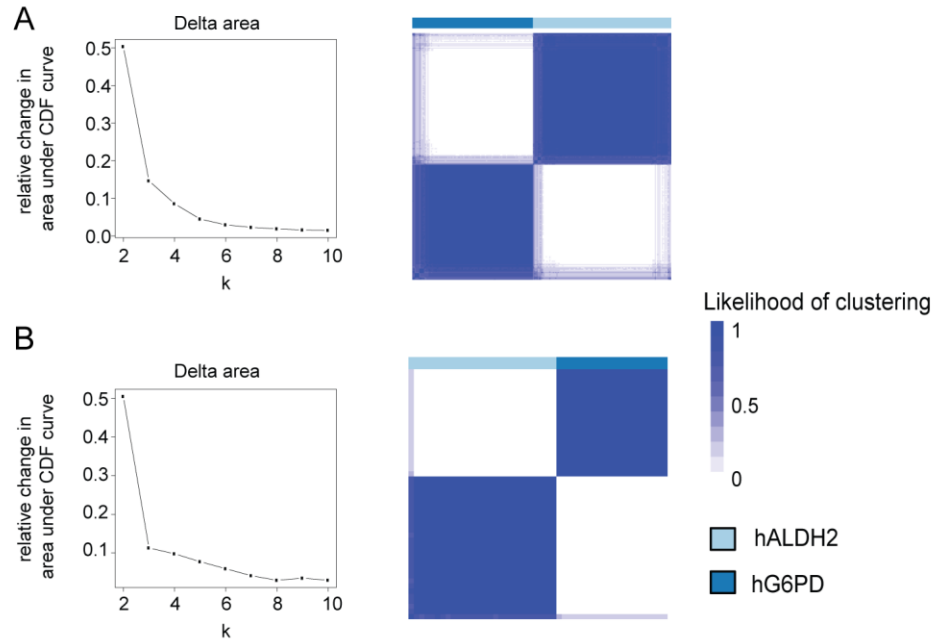 A
Delta area
relative change in
area under CDF curve
0.5
0.4
0.3
0.2
0.1
0.0
2 4 6 8 10
k
B
Delta area
relative change in
area under CDF curve
0.5
0.4
0.3
0.2
0.1
2 4 6 8 10
k
Likelihood of clustering
1
0.5
0
hALDH2
hG6PD